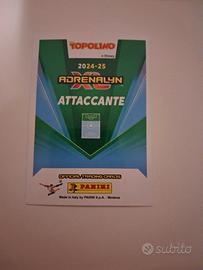 TOPOLINO
2024-25
ADRENALYN
XL
ATTACCANTE
OFFICIAL TRADING CARDS
PANINI
Made in Italy by PANINI S.p.A. - Modena
subito